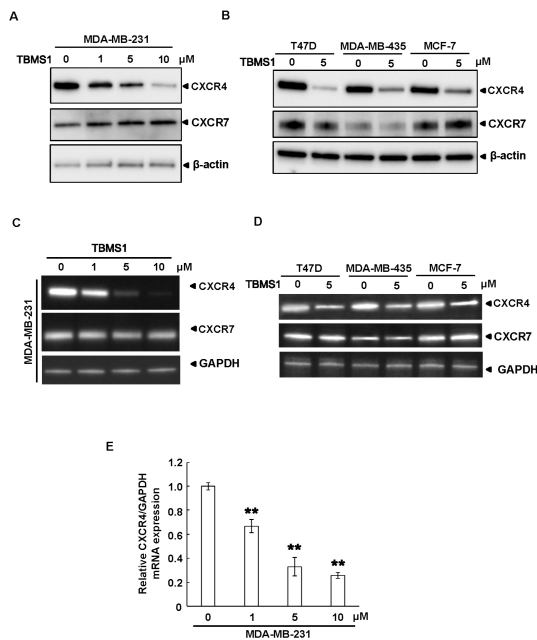 A
MDA-MB-231
TBMS1 0 1 5 10 μM
CXCR4
CXCR7
β-actin
B
T47D MDA-MB-435 MCF-7
TBMS1 0 5 0 5 0 5 μM
CXCR4
CXCR7
β-actin
C
TBMS1
0 1 5 10 μM
MDA-MB-231
CXCR4
CXCR7
GAPDH
D
T47D MDA-MB-435 MCF-7
TBMS1 0 5 0 5 0 5 μM
CXCR4
CXCR7
GAPDH
E
Relative CXCR4/GAPDH
mRNA expression
1.2
1.0
0.8
0.6
0.4
0.2
0
**
**
**
0 1 5 10 μM
MDA-MB-231